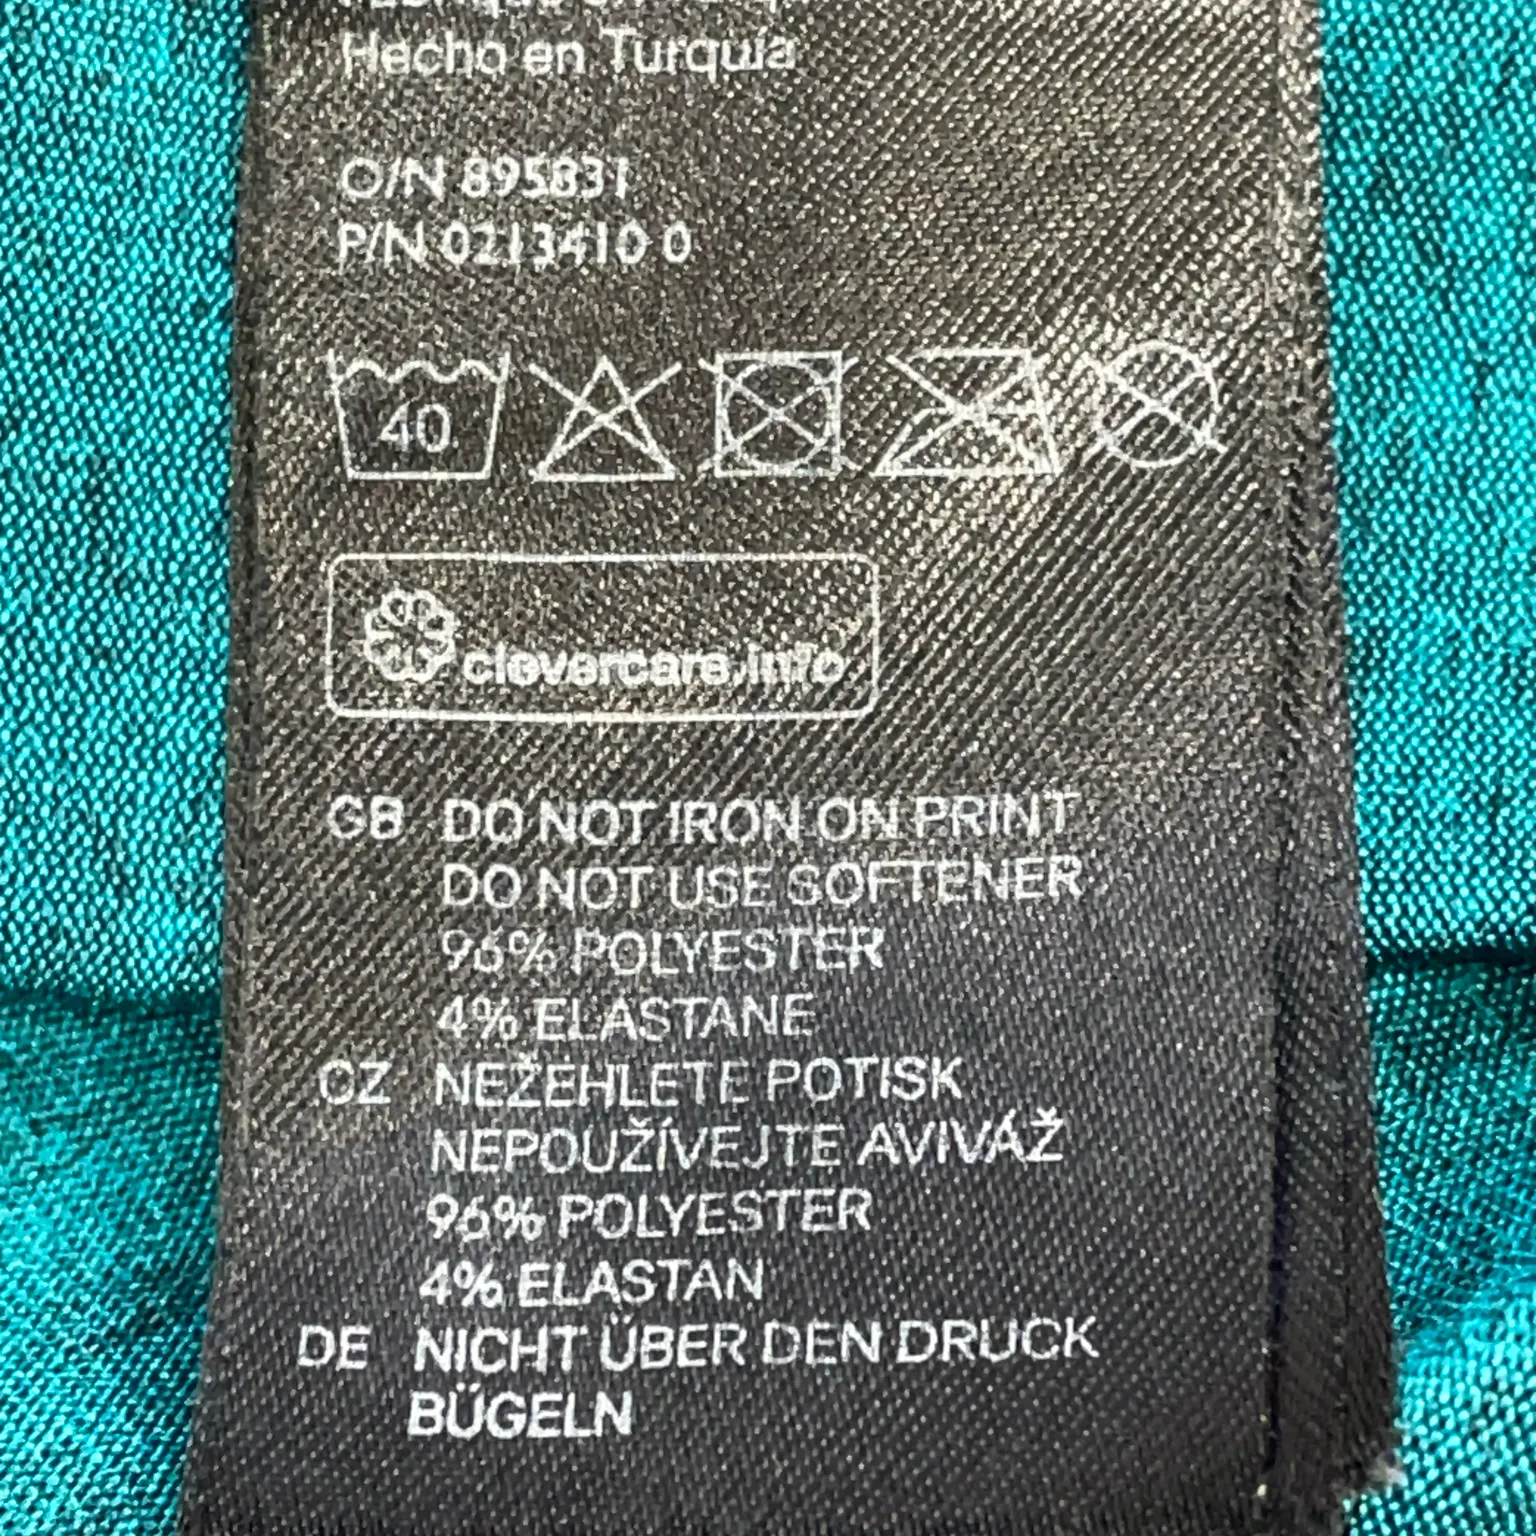 Hecho en Turquía
O/N 895831
P/N 0213410 0
40
clevercare.info
GB DO NOT IRON ON PRINT
DO NOT USE SOFTENER
96% POLYESTER
4% ELASTANE
CZ NEŽEHLETE POTISK
NEPOUŽÍVEJTE AVIVÁŽ
96% POLYESTER
4% ELASTAN
DE NICHT ÜBER DEN DRUCK
BÜGELN